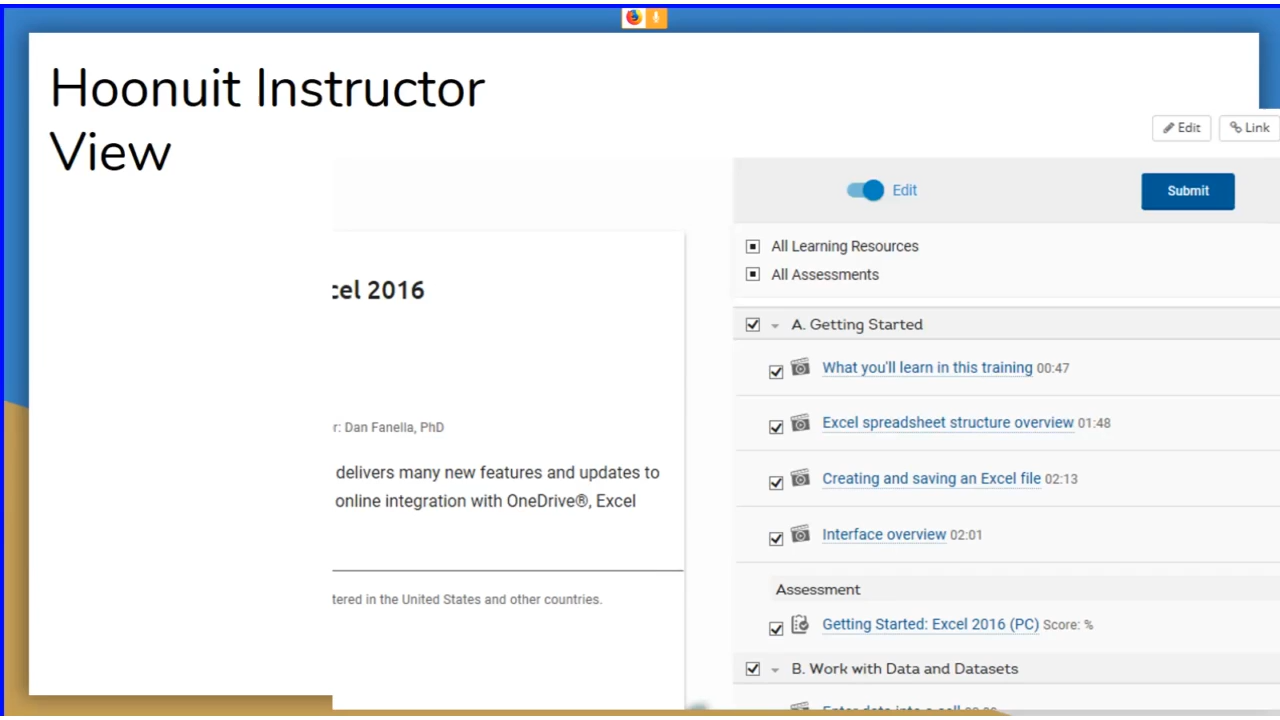 Hoonuit Instructor
View
Edit
Link
Edit
Submit
All Learning Resources
All Assessments
cel 2016
A. Getting Started
What you'll learn in this training 00:47
r: Dan Fanella, PhD
Excel spreadsheet structure overview 01:48
delivers many new features and updates to
online integration with OneDrive®, Excel
Creating and saving an Excel file 02:13
Interface overview 02:01
Assessment
tered in the United States and other countries.
Getting Started: Excel 2016 (PC) Score: %
B. Work with Data and Datasets
Enter data into a cell